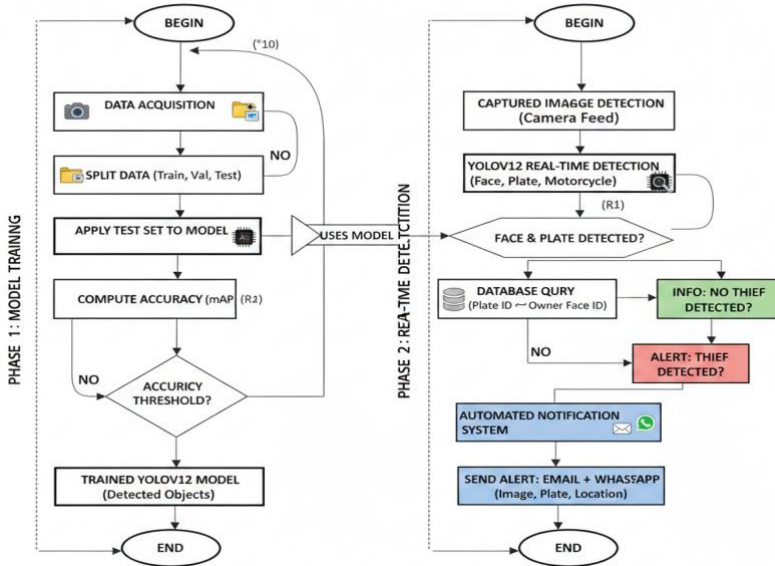 PHASE 1: MODEL TRAINNG
BEGIN
("10)
DATA ACQUISITION
NO
SPLIT DATA (Train, Val, Test)
APPLY TEST SET TO MODEL
USES MODEL
COMPUTE ACCURACY (mAP (R2)
NO
ACCURICY
THRESHOLD?
TRAINED YOLOV12 MODEL
(Detected Objects)
END
PHASE 2: REA-TIME DETE.TCTITION
BEGIN
CAPTURED IMAGGE DETECTION
(Camera Feed)
YOLOV12 REAL-TIME DETECTION
(Face, Plate, Motorcycle)
(R1)
FACE & PLATE DETECTED?
DATABASE QURY
(Plate ID — Owner Face ID)
INFO: NO THIEF
DETECTED?
NO
ALERT: THIEF
DETECTED?
AUTOMATED NOTIFICATION
SYSTEM
SEND ALERT: EMAIL + WHASSAPP
(Image, Plate, Location)
END